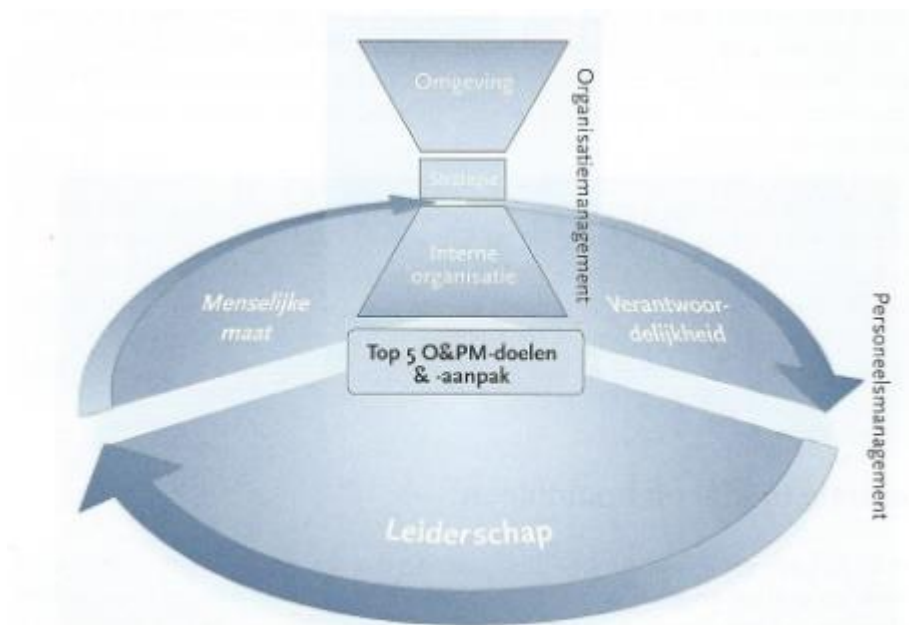 Omgeving
Strategie
Interne
organisatie
Organisatiemanagement
Menselijke
maat
Verantwoor-
delijkheid
Top 5 O&PM-doelen
& -aanpak
Personeelsmanagement
Leiderschap